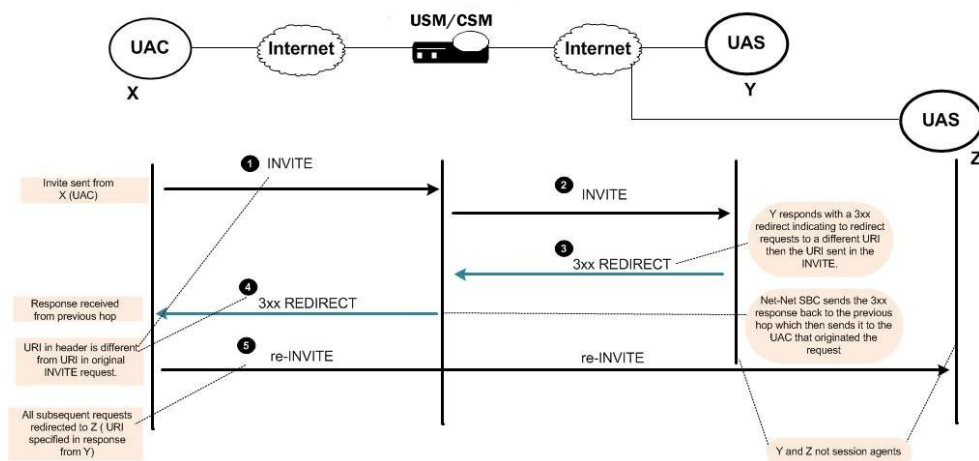 USM/CSM
UAC
Internet
Internet
UAS
X
Y
UAS
Z
1 INVITE
Invite sent from
X (UAC)
2 INVITE
Y responds with a 3xx
redirect indicating to redirect
requests to a different URI
then the URI sent in the
INVITE.
3
3xx REDIRECT
4 3xx REDIRECT
Response received
from previous hop
Net-Net SBC sends the 3xx
response back to the previous
hop which then sends it to the
UAC that originated the
request
URI in header is different
from URI in original
INVITE request.
5 re-INVITE
re-INVITE
All subsequent requests
redirected to Z ( URI
specified in response
from Y)
Y and Z not session agents